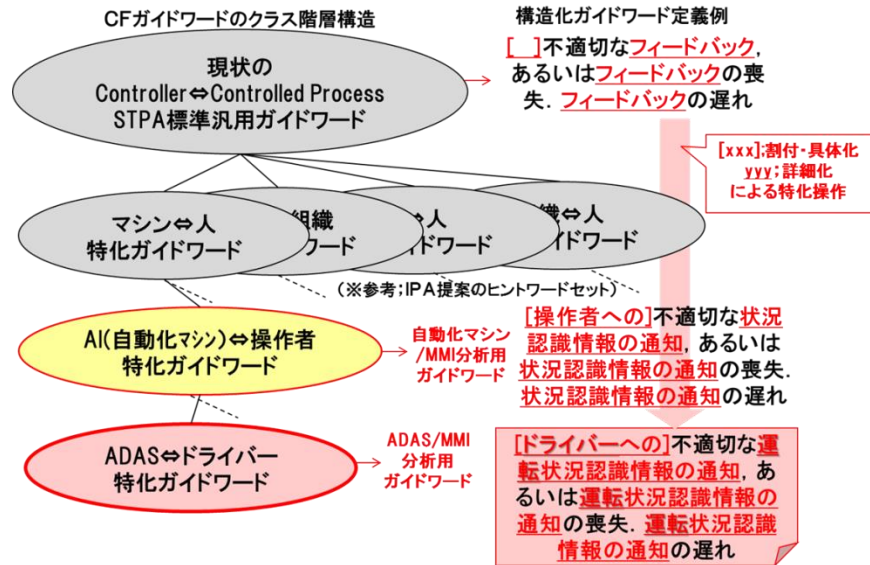 CFガイドワードのクラス階層構造
構造化ガイドワード定義例
現状の
Controller⇔Controlled Process
STPA標準汎用ガイドワード
[　]不適切なフィードバック,
あるいはフィードバックの喪
失. フィードバックの遅れ
[xxx];割付・具体化
yyy;詳細化
による特化操作
マシン⇔人
特化ガイドワード
組織
ワード
人
イドワード
織⇔人
イドワード
(※参考;IPA提案のヒントワードセット)
AI(自動化マシン)⇔操作者
特化ガイドワード
自動化マシン
/MMI分析用
ガイドワード
[操作者への]不適切な状況
認識情報の通知, あるいは
状況認識情報の通知の喪失.
状況認識情報の通知の遅れ
ADAS⇔ドライバー
特化ガイドワード
ADAS/MMI
分析用
ガイドワード
[ドライバーへの]不適切な運
転状況認識情報の通知, あ
るいは運転状況認識情報の
通知の喪失. 運転状況認識
情報の通知の遅れ